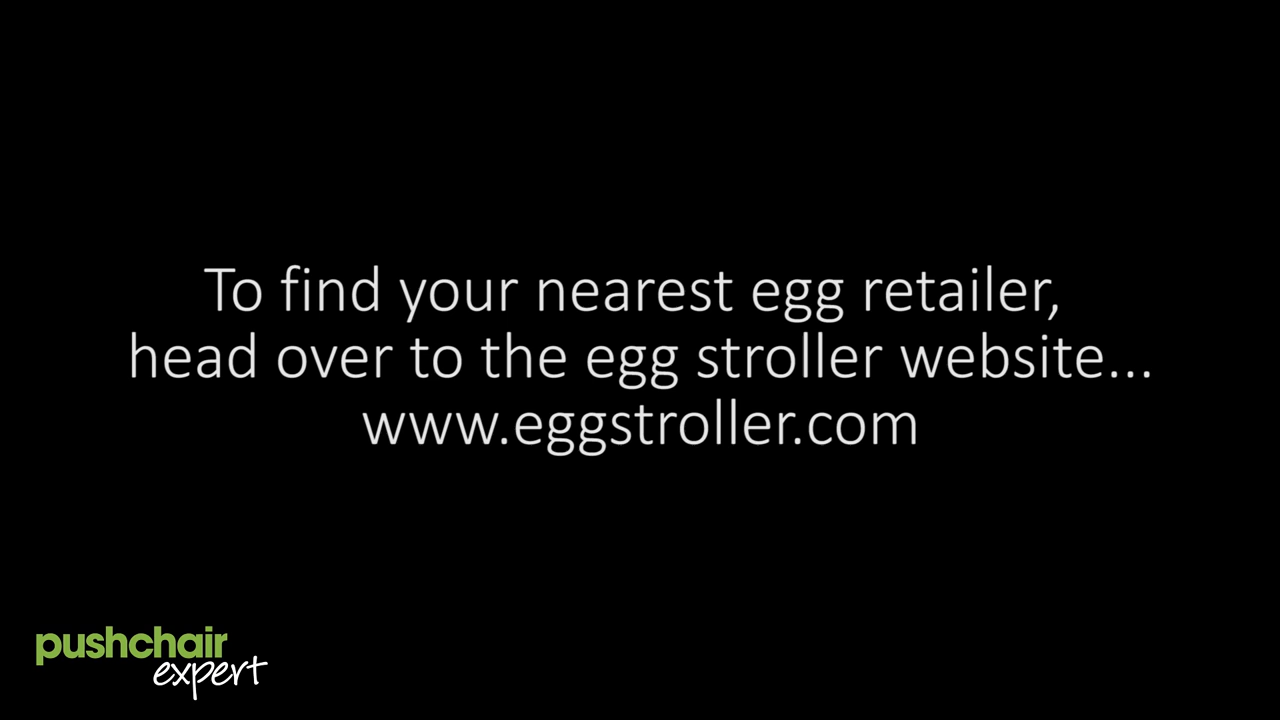 To find your nearest egg retailer,
head over to the egg stroller website...
www.eggstroller.com
pushchair
expert